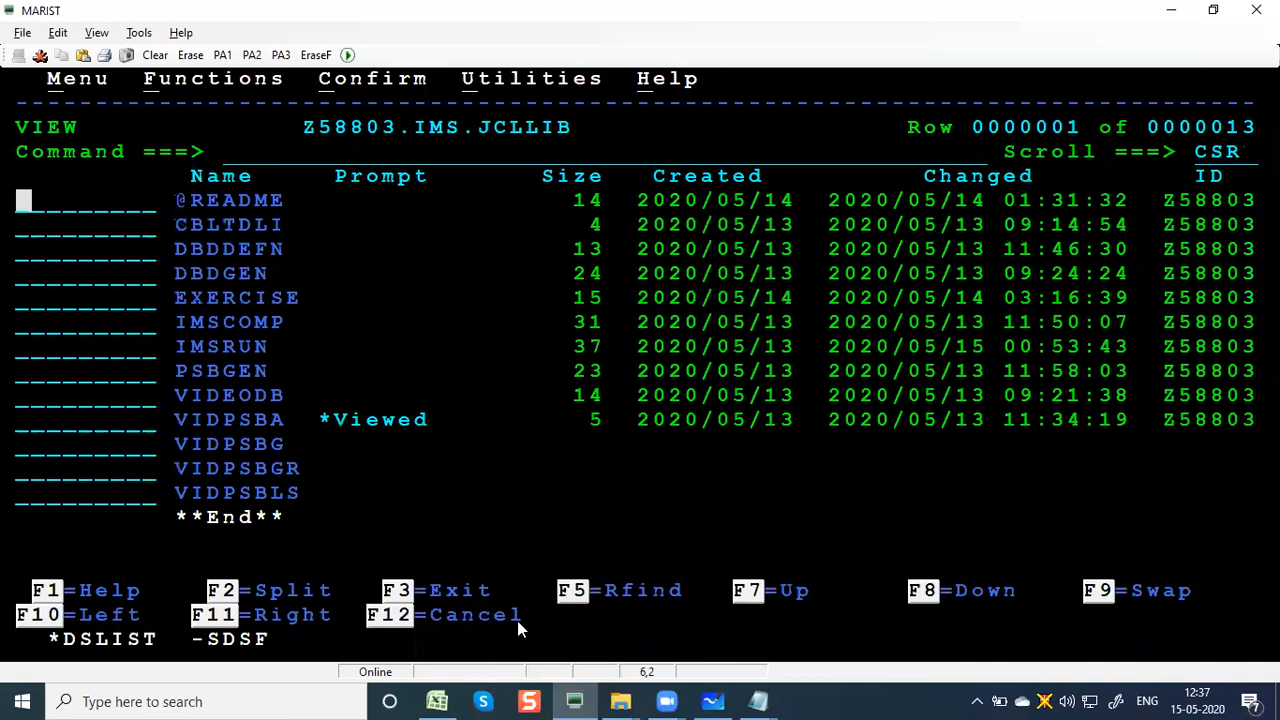 MARIST
File Edit View Tools Help
Clear Erase PA1 PA2 PA3 EraseF
Menu Functions Confirm Utilities Help
VIEW Z58803.IMS.JCLLIB Row 0000001 of 0000013
Command ===> Scroll ===> CSR
Name Prompt Size Created Changed ID
@README 14 2020/05/14 2020/05/14 01:31:32 Z58803
CBLTDLI 4 2020/05/13 2020/05/13 09:14:54 Z58803
DBDDEFN 13 2020/05/13 2020/05/13 11:46:30 Z58803
DBDGEN 24 2020/05/13 2020/05/13 09:24:24 Z58803
EXERCISE 15 2020/05/14 2020/05/14 03:16:39 Z58803
IMSCOMP 31 2020/05/13 2020/05/13 11:50:07 Z58803
IMSRUN 37 2020/05/13 2020/05/15 00:53:43 Z58803
PSBGEN 23 2020/05/13 2020/05/13 11:58:03 Z58803
VIDEODB 14 2020/05/13 2020/05/13 09:21:38 Z58803
VIDPSBA *Viewed 5 2020/05/13 2020/05/13 11:34:19 Z58803
VIDPSBG
VIDPSBGR
VIDPSBLS
**End**
F1=Help F2=Split F3=Exit F5=Rfind F7=Up F8=Down F9=Swap
F10=Left F11=Right F12=Cancel
*DSLIST -SDSF
Online 6,2
Type here to search ENG 12:37
15-05-2020 7